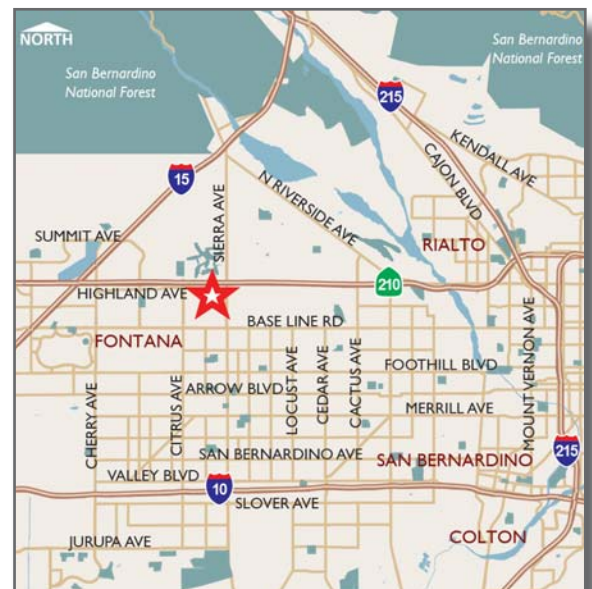 NORTH
San Bernardino
National Forest
San Bernardino
National Forest
215
KENDALL AVE
CAJON BLVD
15
SIERRA AVE
N RIVERSIDE AVE
SUMMIT AVE
RIALTO
HIGHLAND AVE
210
BASE LINE RD
FONTANA
MOUNT VERNON AVE
FOOTHILL BLVD
LOCUST AVE
CEDAR AVE
CACTUS AVE
ARROW BLVD
MERRILL AVE
CHERRY AVE
CITRUS AVE
SAN BERNARDINO AVE
SAN BERNARDINO
215
VALLEY BLVD
10
SLOVER AVE
JURUPA AVE
COLTON